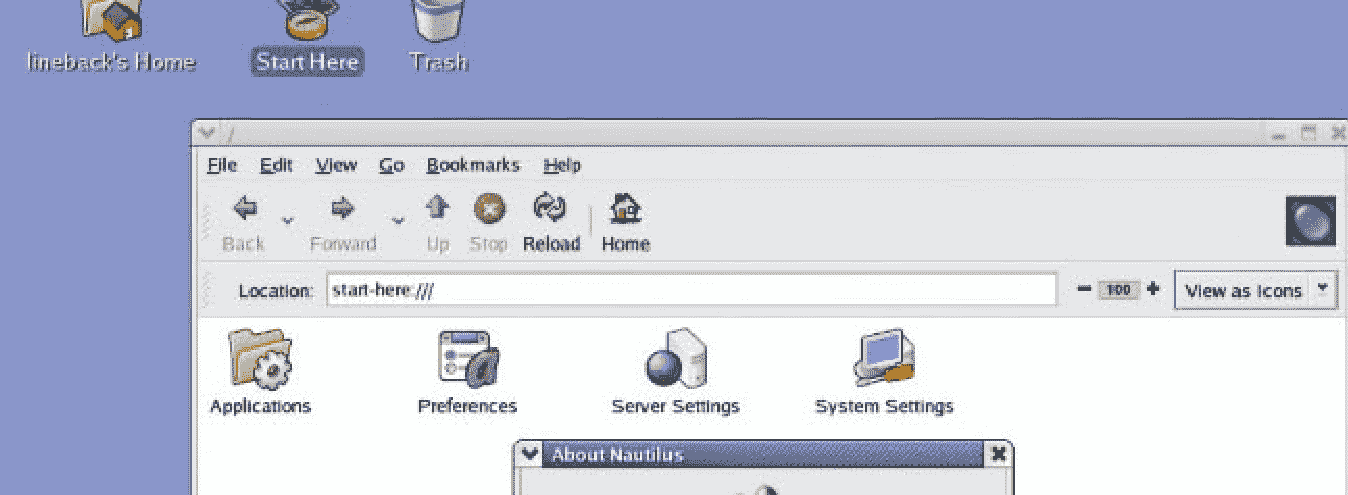 lineback's Home Start Here Trash
/
File Edit View Go Bookmarks Help
Back Forward Up Stop Reload Home
Location: start-here:/// 100 View as Icons
Applications Preferences Server Settings System Settings
About Nautilus